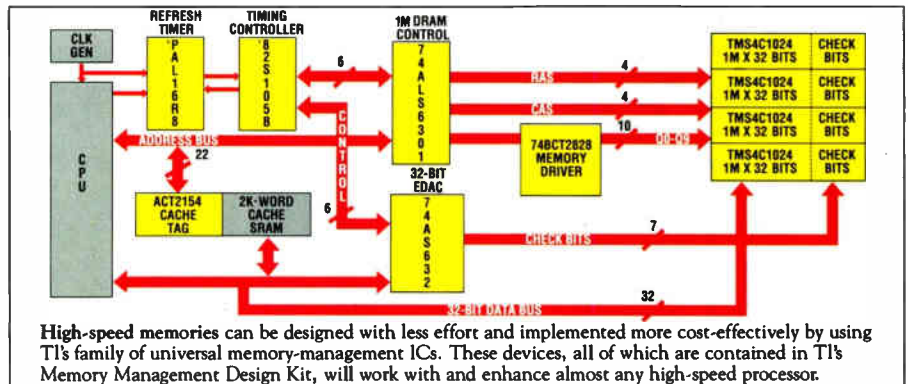 REFRESH TIMER
TIMING CONTROLLER
1M DRAM CONTROL
CLK GEN
'PAL16R8
'82S105B
74ALS6301
6
RAS
4
CAS
4
10
Q0-Q9
TMS4C1024 1M X 32 BITS
CHECK BITS
TMS4C1024 1M X 32 BITS
CHECK BITS
TMS4C1024 1M X 32 BITS
CHECK BITS
TMS4C1024 1M X 32 BITS
CHECK BITS
CPU
ADDRESS BUS
22
CONTROL
6
74BCT2828 MEMORY DRIVER
32-BIT EDAC
74AS632
ACT2154 CACHE TAG
2K-WORD CACHE SRAM
CHECK BITS
7
32-BIT DATA BUS
32
High-speed memories can be designed with less effort and implemented more cost-effectively by using
TI's family of universal memory-management ICs. These devices, all of which are contained in TI's
Memory Management Design Kit, will work with and enhance almost any high-speed processor.